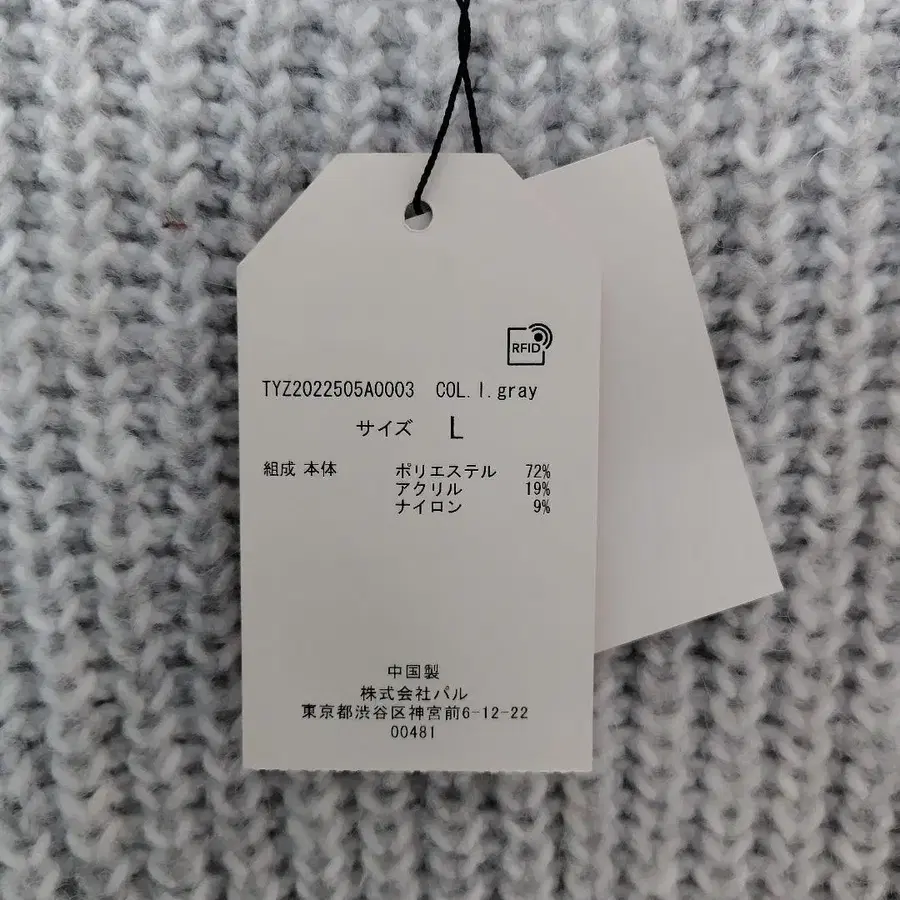 RFID
TYZ2022505A0003 COL.l.gray
サイズ L
組成 本体 ポリエステル 72%
アクリル 19%
ナイロン 9%
中国製
株式会社パル
東京都渋谷区神宮前6-12-22
00481